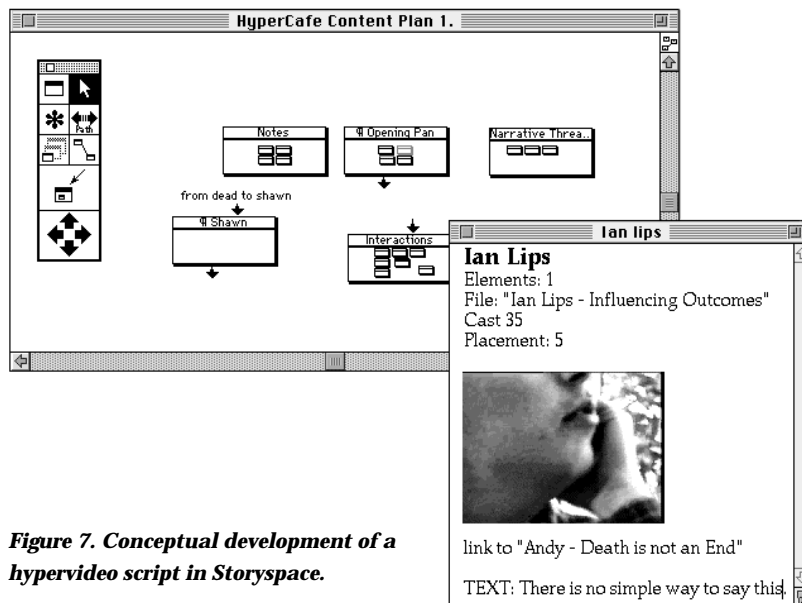 HyperCafe Content Plan 1.
Path
Notes
¶ Opening Pan
Narrative Threa..
from dead to shawn
¶ Shawn
Interactions
Ian lips
Ian Lips
Elements: 1
File: "Ian Lips - Influencing Outcomes"
Cast 35
Placement: 5
link to "Andy - Death is not an End"
TEXT: There is no simple way to say this.
Figure 7. Conceptual development of a
hypervideo script in Storyspace.